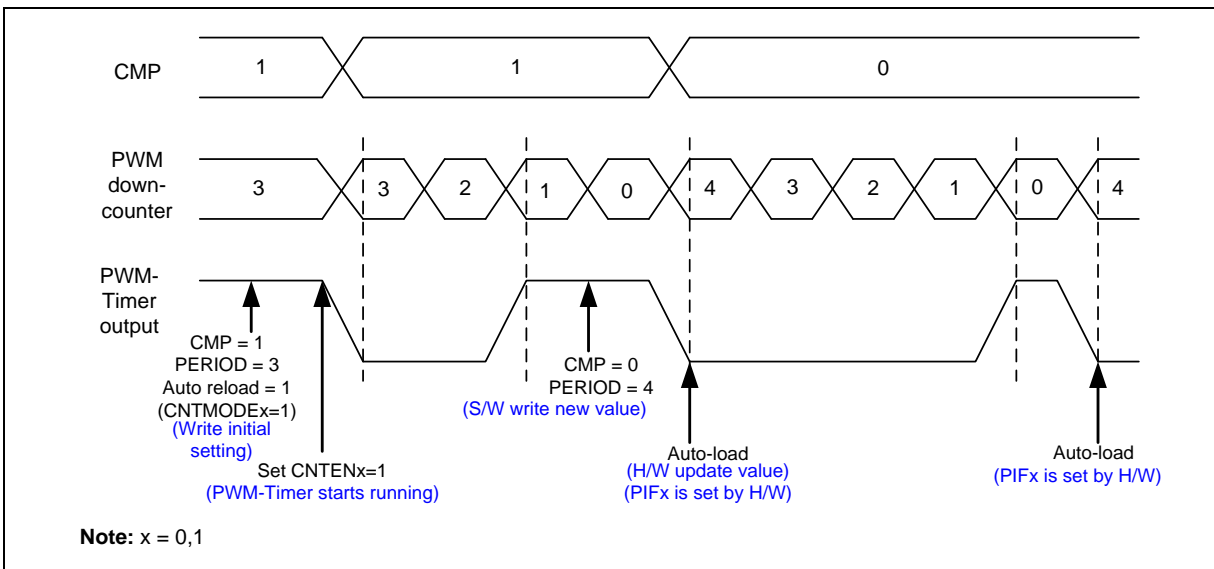 CMP
1
1
0
PWM
down-
counter
3
3
2
1
0
4
3
2
1
0
4
PWM-
Timer
output
CMP = 1
PERIOD = 3
Auto reload = 1
(CNTMODEx=1)
(Write initial
setting)
Set CNTENx=1
(PWM-Timer starts running)
CMP = 0
PERIOD = 4
(S/W write new value)
Auto-load
(H/W update value)
(PIFx is set by H/W)
Auto-load
(PIFx is set by H/W)
Note: x = 0,1